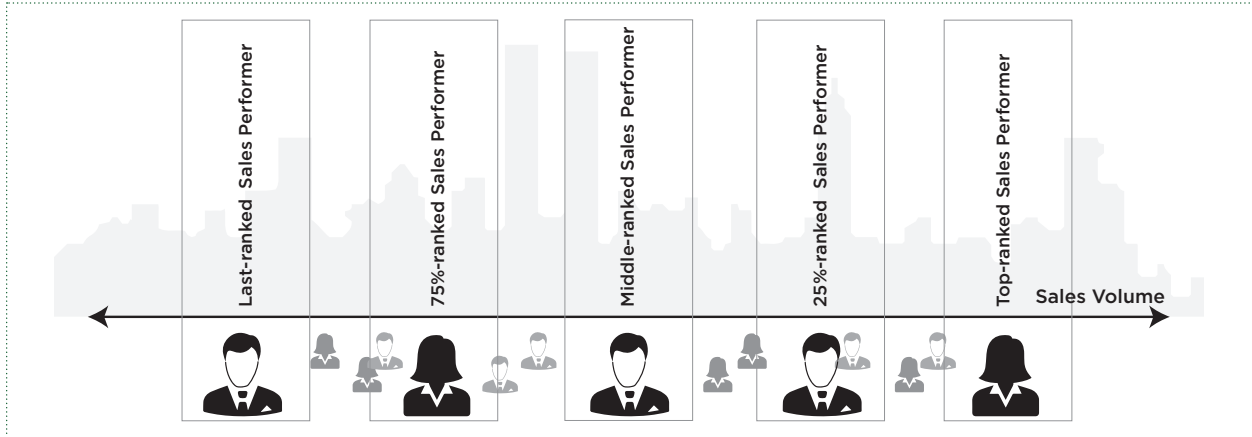 Last-ranked Sales Performer
75%-ranked Sales Performer
Middle-ranked Sales Performer
25%-ranked Sales Performer
Top-ranked Sales Performer
Sales Volume